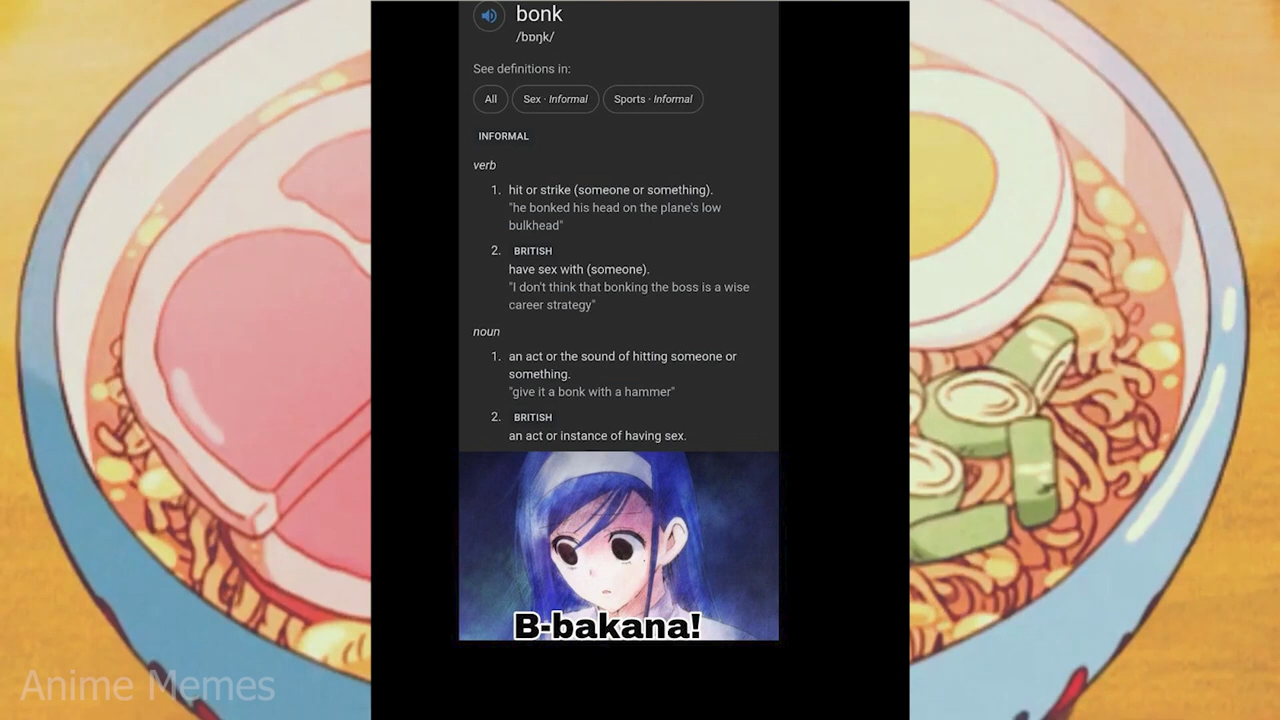 bonk
/bɒŋk/
See definitions in:
All
Sex · Informal
Sports · Informal
INFORMAL
verb
1. hit or strike (someone or something).
"he bonked his head on the plane's low
bulkhead"
2. BRITISH
have sex with (someone).
"I don't think that bonking the boss is a wise
career strategy"
noun
1. an act or the sound of hitting someone or
something.
"give it a bonk with a hammer"
2. BRITISH
an act or instance of having sex.
B-bakana!
Anime Memes